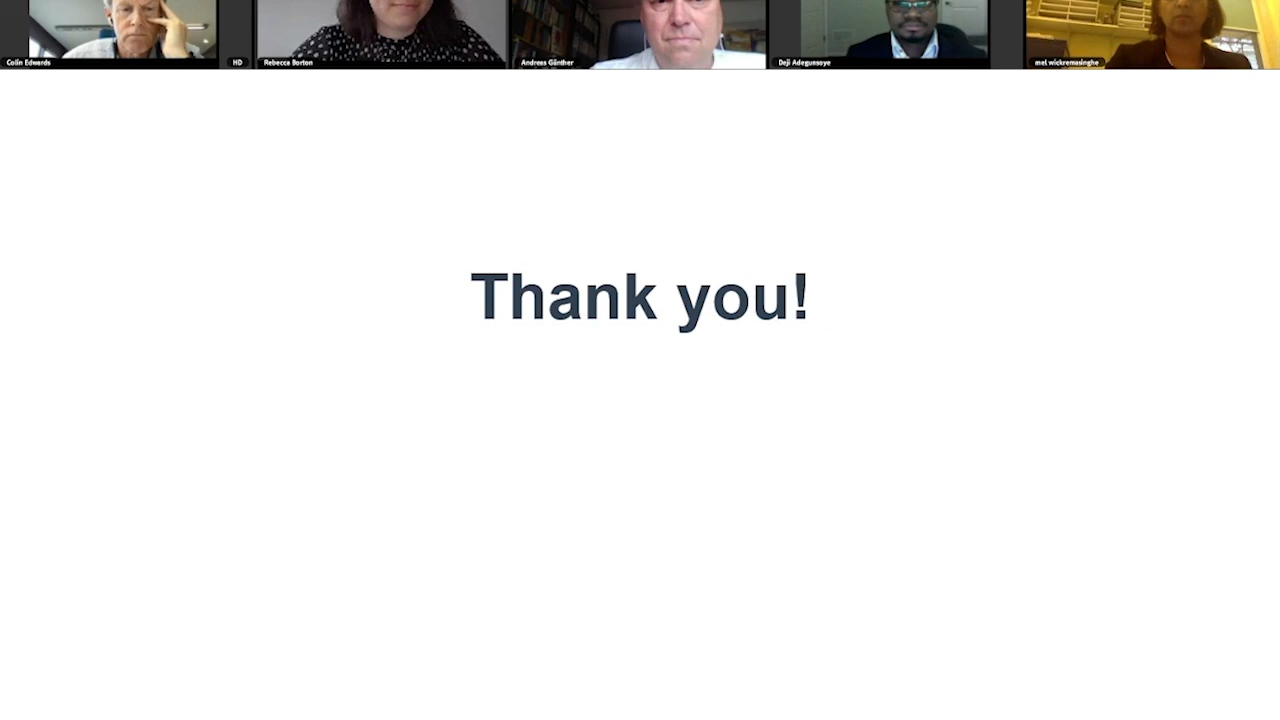 Colin Edwards
HD
Rebecca Borton
Andreas Günther
Deji Adegunsoye
mel wickremasinghe
Thank you!